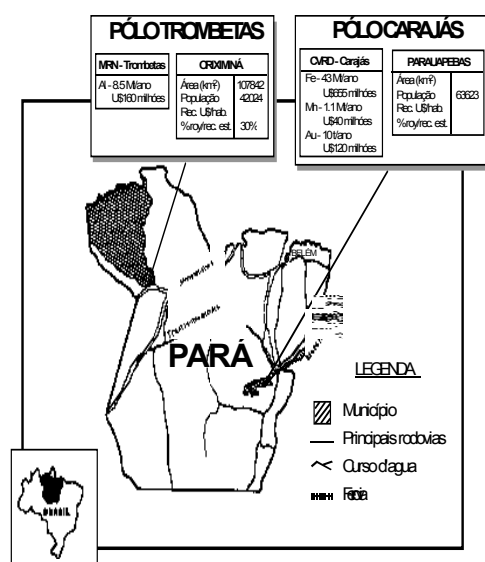 PÓLO TROMBETAS
MRN - Trombetas
Al - 8.5 Mt/ano
U$160 milhões
ORIXIMINÁ
Área (km²) 107842
População 42024
Rec. U$/hab.
% roy/rec. est. 30%
PÓLO CARAJÁS
CVRD - Carajás
Fe - 43 Mt/ano
U$655 milhões
Mn - 1.1 Mt/ano
U$40 milhões
Au - 10t/ano
U$120 milhões
PARAUAPEBAS
Área (km²)
População 63623
Rec. U$/hab.
% roy/rec. est.
BELÉM
PARÁ
LEGENDA
Município
Principais rodovias
Curso d'agua
BRASIL